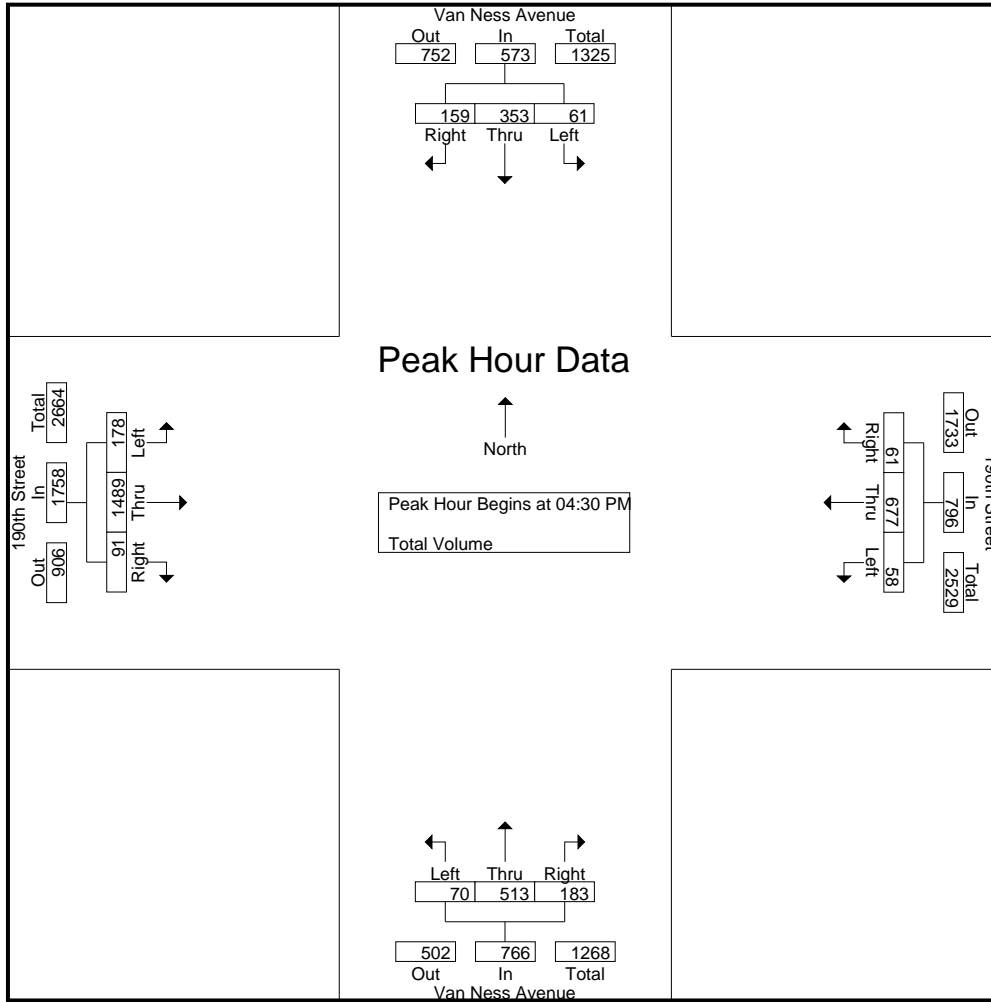 Van Ness Avenue
Out In Total
752 573 1325
159 353 61
Right Thru Left
Peak Hour Data
North
Peak Hour Begins at 04:30 PM
Total Volume
190th Street
Out In Total
906 1758 2664
91 1489 178
Right Thru Left
190th Street
Out In Total
1733 796 2529
61 677 58
Right Thru Left
Left Thru Right
70 513 183
502 766 1268
Out In Total
Van Ness Avenue